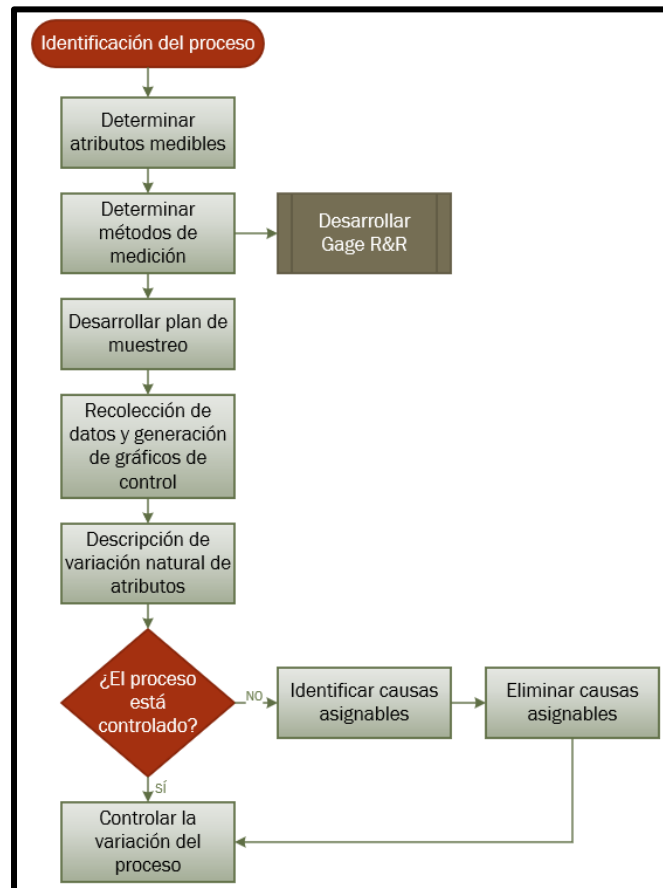 Identificación del proceso
Determinar
atributos medibles
Determinar
métodos de
medición
Desarrollar
Gage R&R
Desarrollar plan de
muestreo
Recolección de
datos y generación
de gráficos de
control
Descripción de
variación natural de
atributos
¿El proceso
está
controlado?
NO
Identificar causas
asignables
Eliminar causas
asignables
SÍ
Controlar la
variación del
proceso